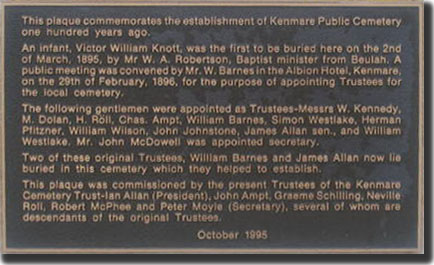 This plaque commemorates the establishment of Kenmare Public Cemetery
one hundred years ago.
An infant, Victor William Knott, was the first to be buried here on the 2nd
of March, 1895, by Mr W. A. Robertson, Baptist minister from Beulah. A
public meeting was convened by Mr. W. Barnes in the Albion Hotel, Kenmare,
on the 29th of February, 1896, for the purpose of appointing Trustees for
the local cemetery.
The following gentlemen were appointed as Trustees-Messrs W. Kennedy,
M. Dolan, H. Röll, Chas. Ampt, William Barnes, Simon Westlake, Herman
Pfitzner, William Wilson, John Johnstone, James Allan sen., and William
Westlake. Mr. John McDowell was appointed secretary.
Two of these original Trustees, William Barnes and James Allan now lie
buried in this cemetery which they helped to establish.
This plaque was commissioned by the present Trustees of the Kenmare
Cemetery Trust-Ian Allan (President), John Ampt, Graeme Schilling, Neville
Roll, Robert McPhee and Peter Moyle (Secretary), several of whom are
descendants of the original Trustees.
October 1995